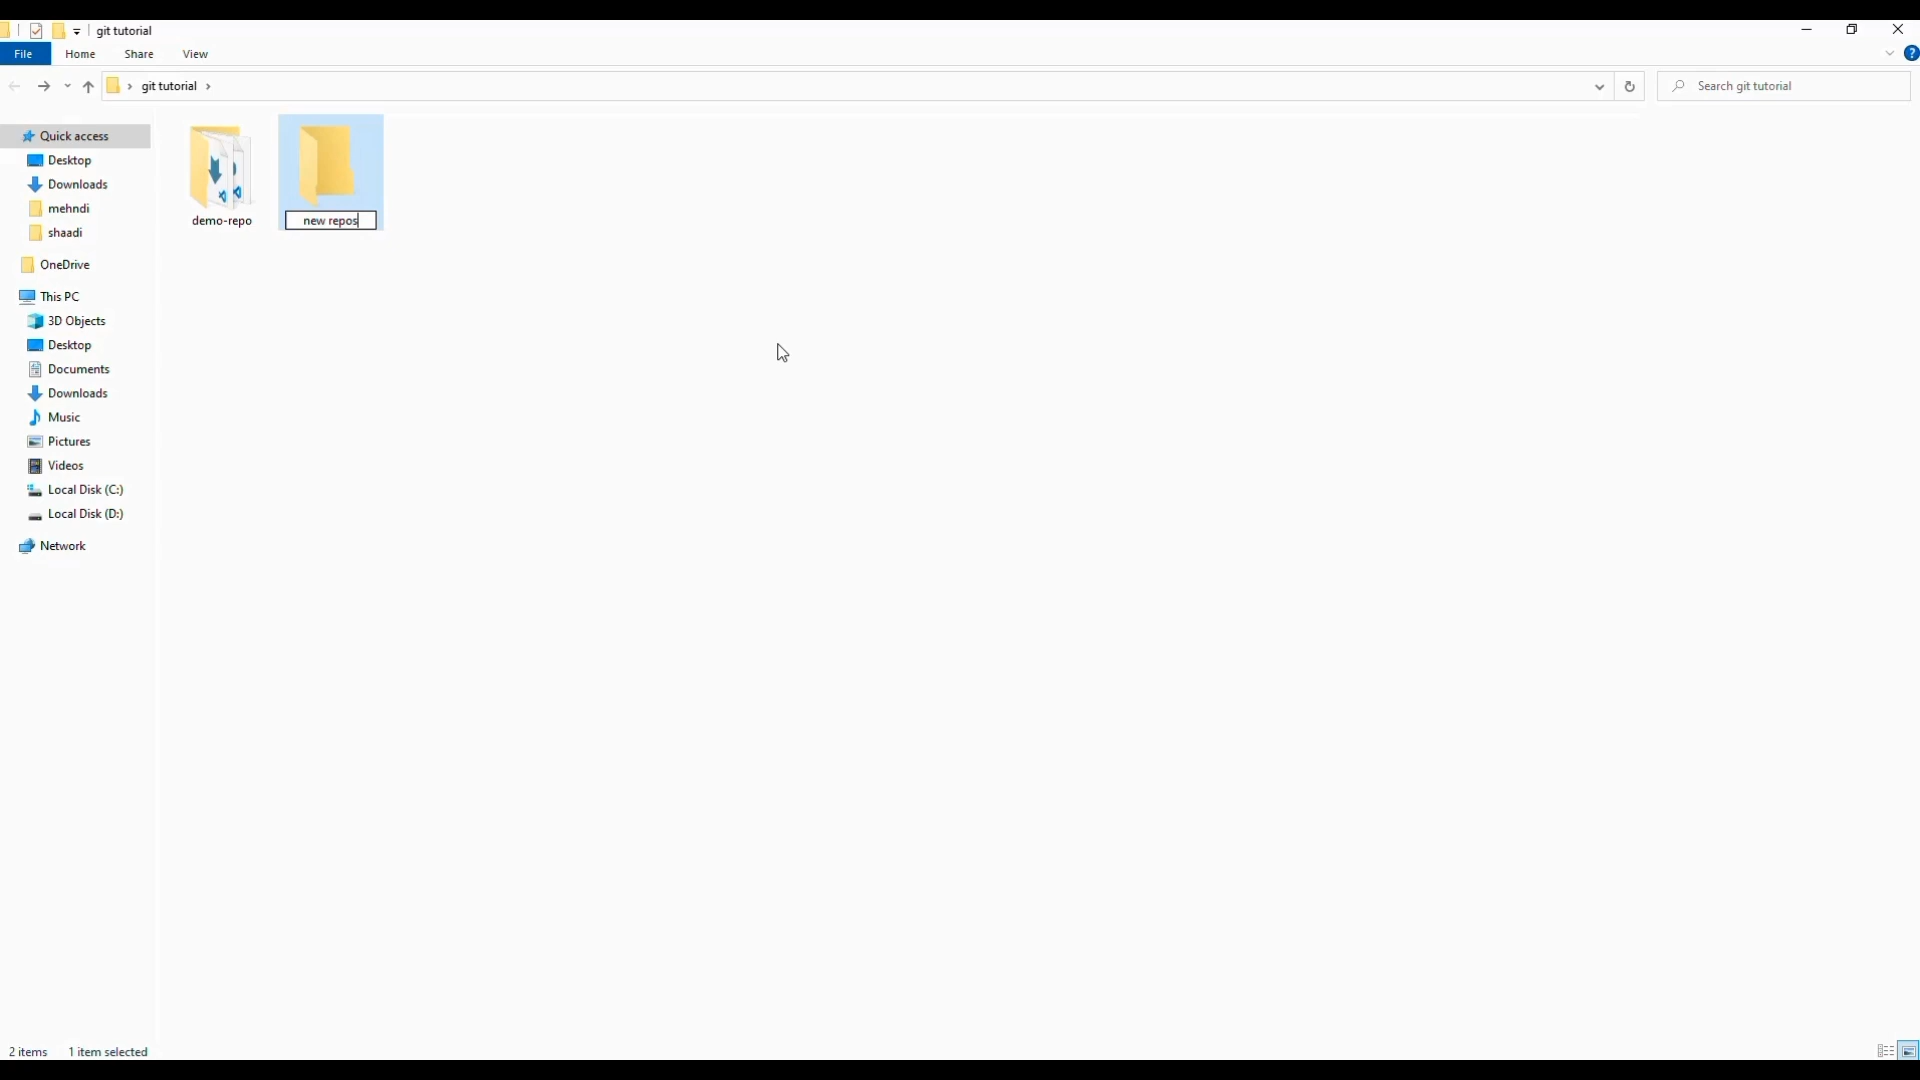 git tutorial
File Home Share View
git tutorial
Search git tutorial
Quick access
Desktop
Downloads
mehndi
shaadi
OneDrive
This PC
3D Objects
Desktop
Documents
Downloads
Music
Pictures
Videos
Local Disk (C:)
Local Disk (D:)
Network
demo-repo
new repos
2 items 1 item selected